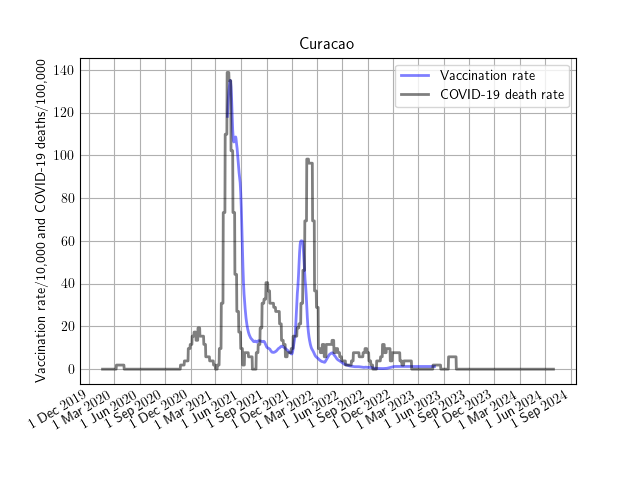 Curacao
Vaccination rate/10,000 and COVID-19 deaths/100,000
140
120
100
80
60
40
20
0
Vaccination rate
COVID-19 death rate
1 Dec 2019
1 Mar 2020
1 Jun 2020
1 Sep 2020
1 Dec 2020
1 Mar 2021
1 Jun 2021
1 Sep 2021
1 Dec 2021
1 Mar 2022
1 Jun 2022
1 Sep 2022
1 Dec 2022
1 Mar 2023
1 Jun 2023
1 Sep 2023
1 Dec 2023
1 Mar 2024
1 Jun 2024
1 Sep 2024